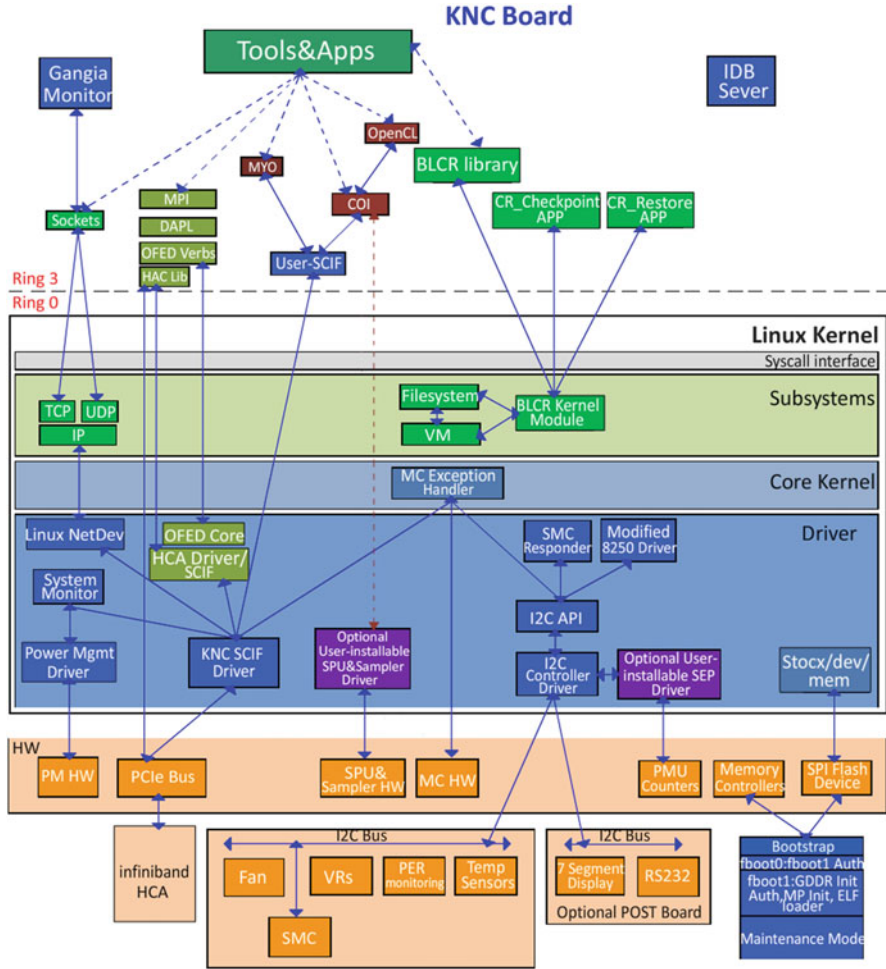 KNC Board
Tools&Apps
Gangia
Monitor
IDB
Sever
OpenCL
MYO
BLCR library
MPI
COI
CR_Checkpoint
APP
CR_Restore
APP
Sockets
DAPL
OFED Verbs
User-SCIF
HAC Lib
Ring 3
Ring 0
Linux Kernel
Syscall interface
Subsystems
Filesystem
BLCR Kernel
Module
TCP
UDP
IP
VM
Core Kernel
MC Exception
Handler
Driver
Linux NetDev
OFED Core
HCA Driver/
SCIF
SMC
Responder
Modified
8250 Driver
System
Monitor
I2C API
Power Mgmt
Driver
KNC SCIF
Driver
Optional
User-installable
SPU&Sampler
Driver
I2C
Controller
Driver
Optional User-
installable SEP
Driver
Stocx/dev/
mem
HW
PM HW
PCIe Bus
SPU&
Sampler HW
MC HW
PMU
Counters
Memory
Controllers
SPI Flash
Device
infiniband
HCA
I2C Bus
Fan
VRs
PER
monitoring
Temp
Sensors
SMC
I2C Bus
7 Segment
Display
RS232
Optional POST Board
Bootstrap
fboot0:fboot1 Auth
fboot1:GDDR Init
Auth,MP Init, ELF
loader
Maintenance Mode